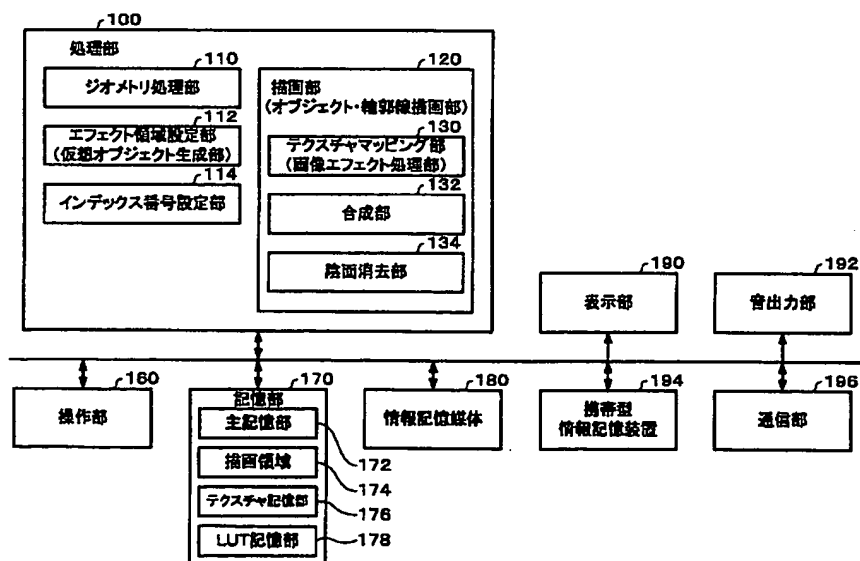 100
処理部
110
ジオメトリ処理部
112
エフェクト領域設定部
(仮想オブジェクト生成部)
114
インデックス番号設定部
120
描画部
(オブジェクト・輪郭線描画部)
130
テクスチャマッピング部
(画像エフェクト処理部)
132
合成部
134
陰面消去部
190
表示部
192
音出力部
160
操作部
170
記憶部
主記憶部
172
描画領域
174
テクスチャ記憶部
176
LUT記憶部
178
180
情報記憶媒体
194
携帯型
情報記憶装置
196
通信部